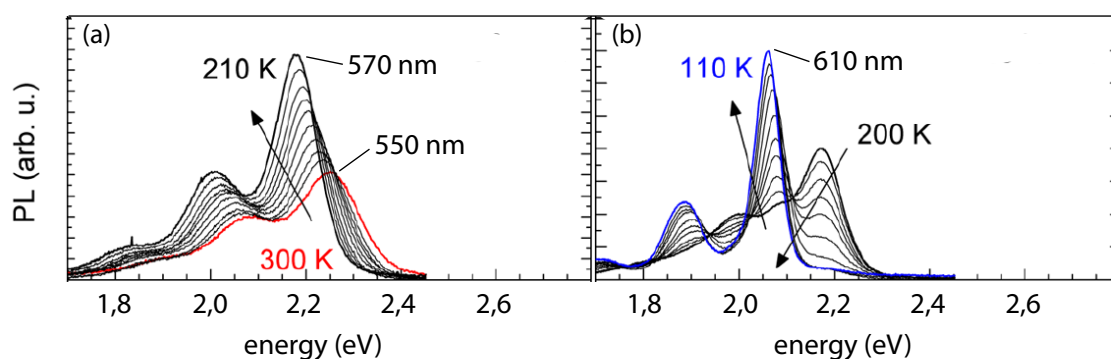 (a)
210 K
570 nm
550 nm
300 K
PL (arb. u.)
1,8 2,0 2,2 2,4 2,6
energy (eV)
(b)
110 K
610 nm
200 K
1,8 2,0 2,2 2,4 2,6
energy (eV)